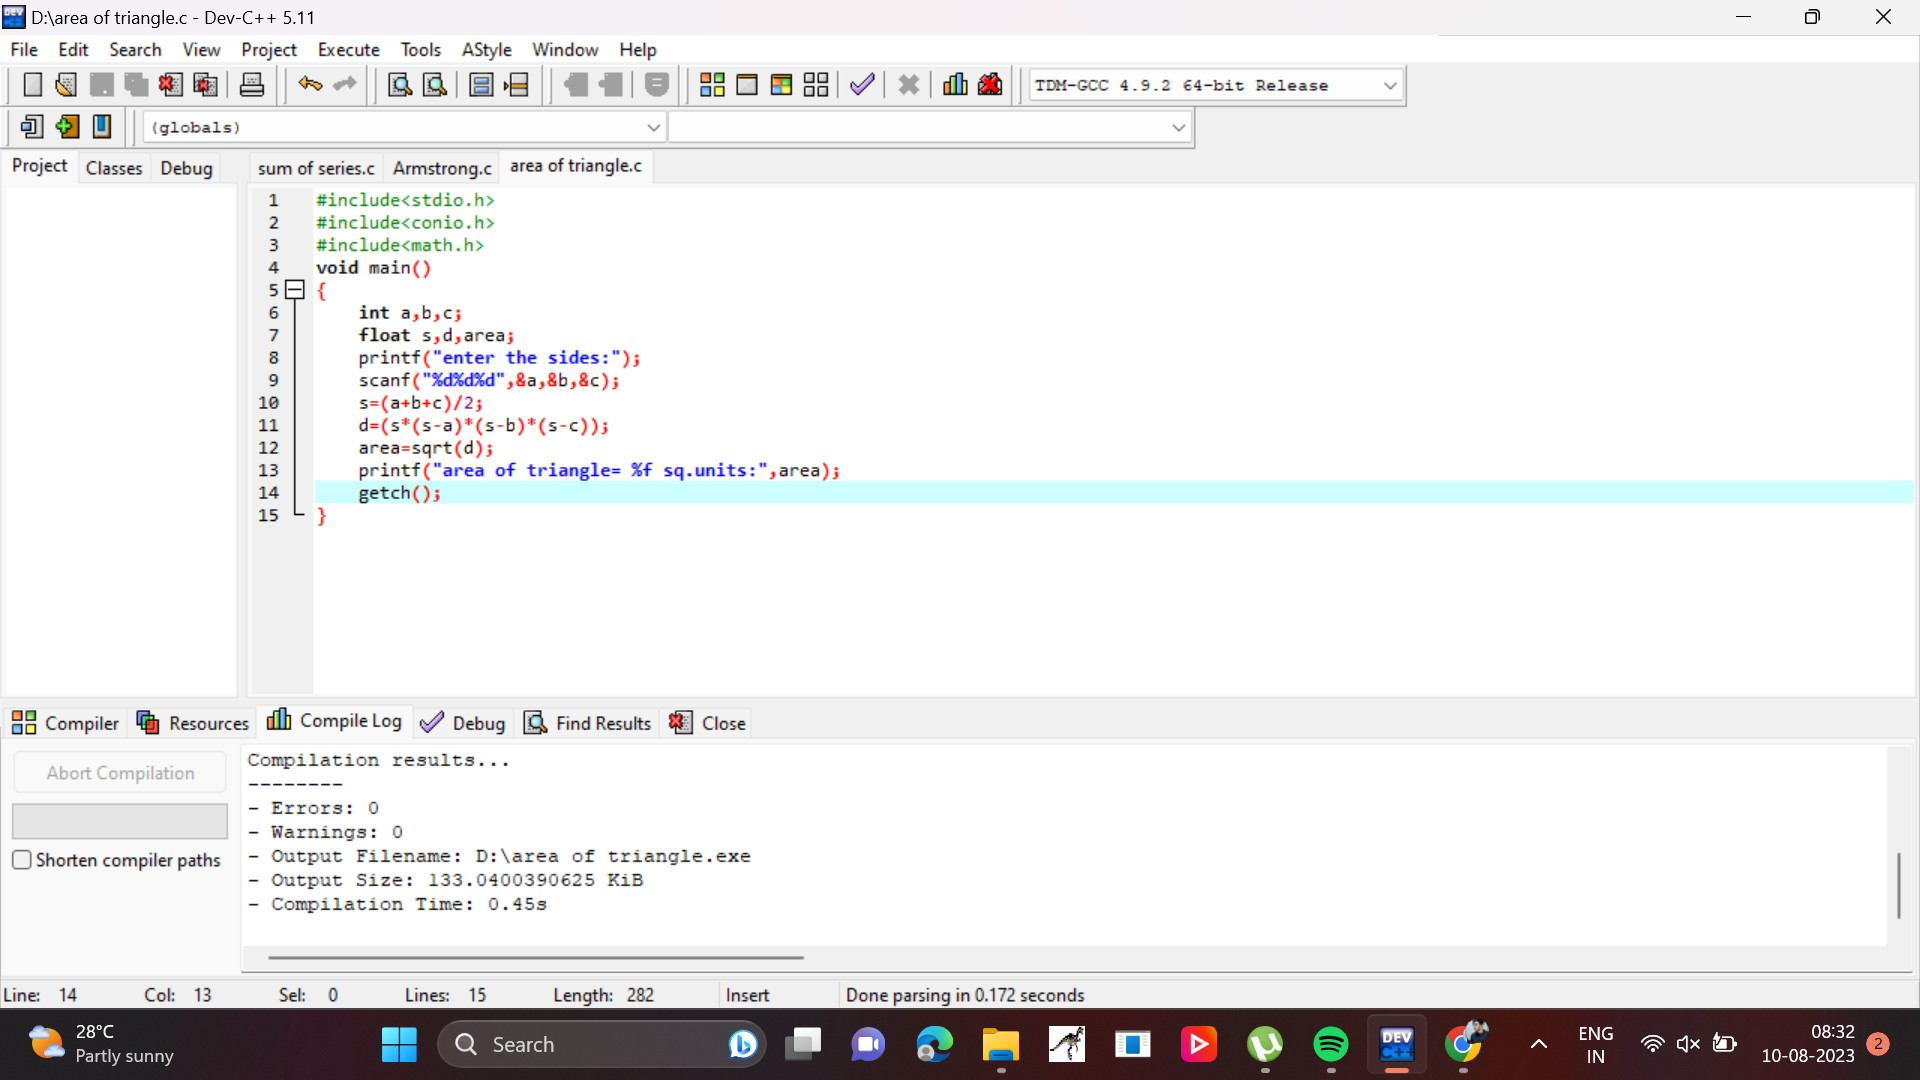 D:\area of triangle.c - Dev-C++ 5.11
File Edit Search View Project Execute Tools AStyle Window Help
TDM-GCC 4.9.2 64-bit Release
(globals)
Project Classes Debug
sum of series.c Armstrong.c area of triangle.c
1 #include<stdio.h>
2 #include<conio.h>
3 #include<math.h>
4 void main()
5 {
6 int a,b,c;
7 float s,d,area;
8 printf("enter the sides:");
9 scanf("%d%d%d",&a,&b,&c);
10 s=(a+b+c)/2;
11 d=(s*(s-a)*(s-b)*(s-c));
12 area=sqrt(d);
13 printf("area of triangle= %f sq.units:",area);
14 getch();
15 }
Compiler Resources Compile Log Debug Find Results Close
Abort Compilation
Shorten compiler paths
Compilation results...
--------
- Errors: 0
- Warnings: 0
- Output Filename: D:\area of triangle.exe
- Output Size: 133.0400390625 KiB
- Compilation Time: 0.45s
Line: 14 Col: 13 Sel: 0 Lines: 15 Length: 282 Insert Done parsing in 0.172 seconds
28°C
Partly sunny
Search
DEV
C++
ENG
IN
08:32
10-08-2023
2